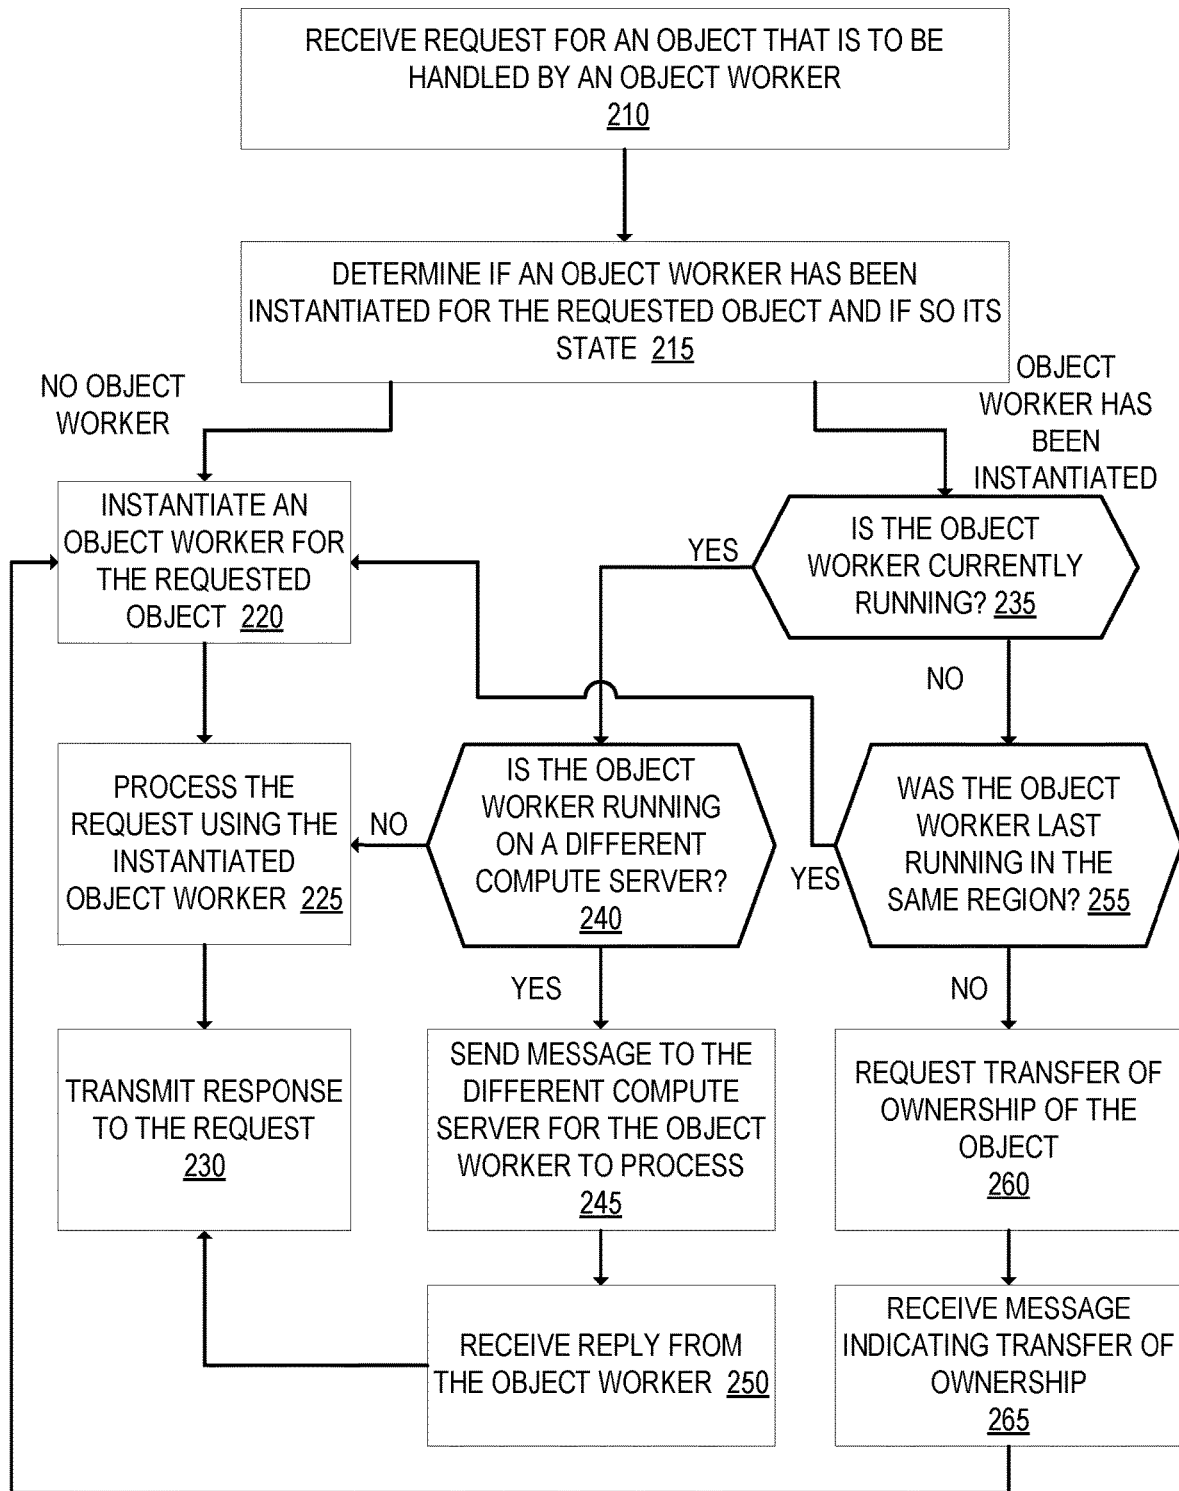 RECEIVE REQUEST FOR AN OBJECT THAT IS TO BE
HANDLED BY AN OBJECT WORKER
210
DETERMINE IF AN OBJECT WORKER HAS BEEN
INSTANTIATED FOR THE REQUESTED OBJECT AND IF SO ITS
STATE 215
NO OBJECT
WORKER
OBJECT
WORKER HAS
BEEN
INSTANTIATED
INSTANTIATE AN
OBJECT WORKER FOR
THE REQUESTED
OBJECT 220
YES
IS THE OBJECT
WORKER CURRENTLY
RUNNING? 235
NO
PROCESS THE
REQUEST USING THE
INSTANTIATED
OBJECT WORKER 225
NO
IS THE OBJECT
WORKER RUNNING
ON A DIFFERENT
COMPUTE SERVER?
240
YES
WAS THE OBJECT
WORKER LAST
RUNNING IN THE
SAME REGION? 255
YES
NO
TRANSMIT RESPONSE
TO THE REQUEST
230
SEND MESSAGE TO THE
DIFFERENT COMPUTE
SERVER FOR THE OBJECT
WORKER TO PROCESS
245
REQUEST TRANSFER OF
OWNERSHIP OF THE
OBJECT
260
RECEIVE REPLY FROM
THE OBJECT WORKER 250
RECEIVE MESSAGE
INDICATING TRANSFER OF
OWNERSHIP
265